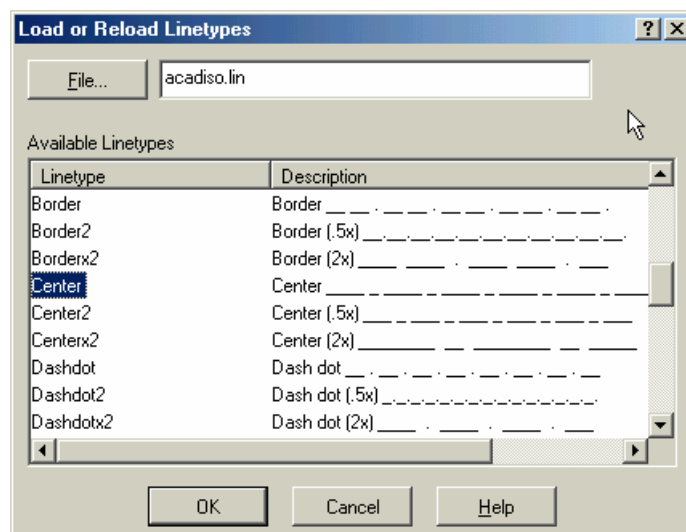 Load or Reload Linetypes
File... acadiso.lin
Available Linetypes
Linetype Description
Border Border __ __ . __ __ . __ __ . __ __ . __ __ .
Border2 Border (.5x) __.__.__.__.__.__.__.__.__.__.
Borderx2 Border (2x) ____ ____ . ____ ____ . ___
Center Center ____ _ ____ _ ____ _ ____ _ ____
Center2 Center (.5x) ___ _ ___ _ ___ _ ___ _ ___ _ ___
Centerx2 Center (2x) ________ __ ________ __ _____
Dashdot Dash dot __ . __ . __ . __ . __ . __ . __ . __
Dashdot2 Dash dot (.5x) _._._._._._._._._._._._._._.
Dashdotx2 Dash dot (2x) ____ . ____ . ____ . ___
OK Cancel Help